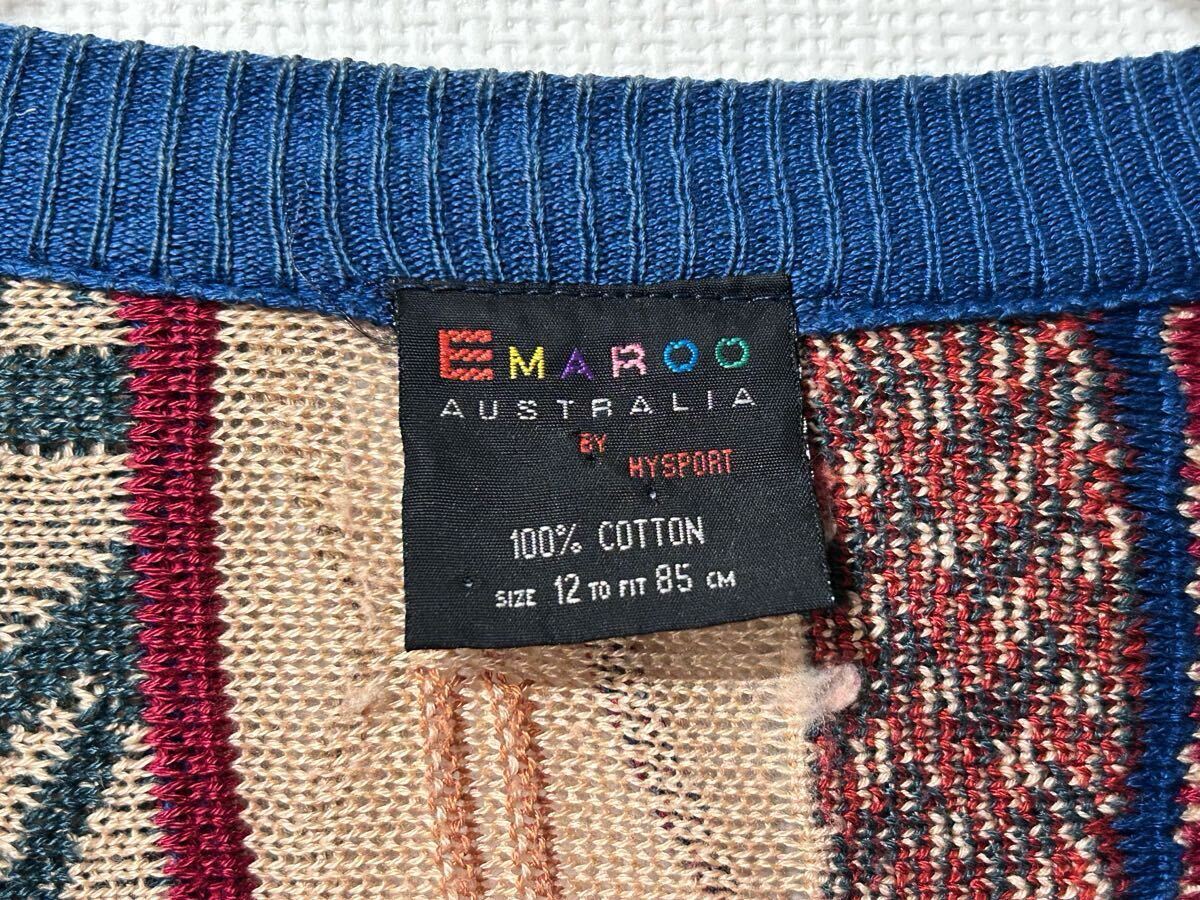 EMAROO
AUSTRALIA
BY
HYSPORT
100% COTTON
SIZE 12 TO FIT 85 CM